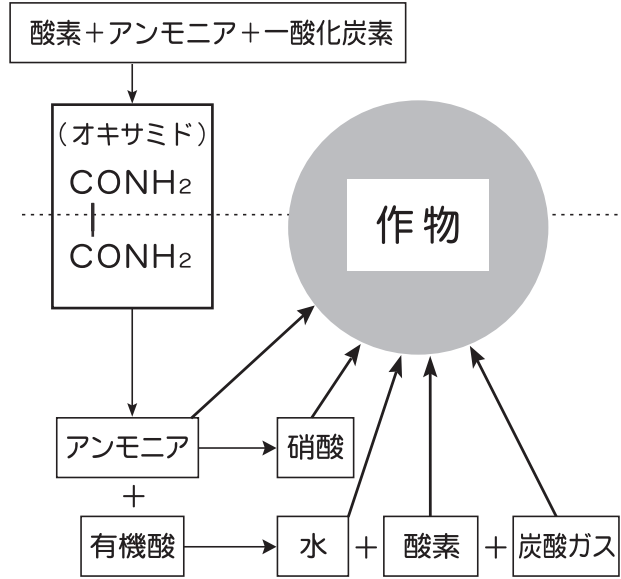 酸素＋アンモニア＋一酸化炭素
（オキサミド）
CONH2
|
CONH2
作物
アンモニア
硝酸
＋
有機酸
水 ＋ 酸素 ＋ 炭酸ガス